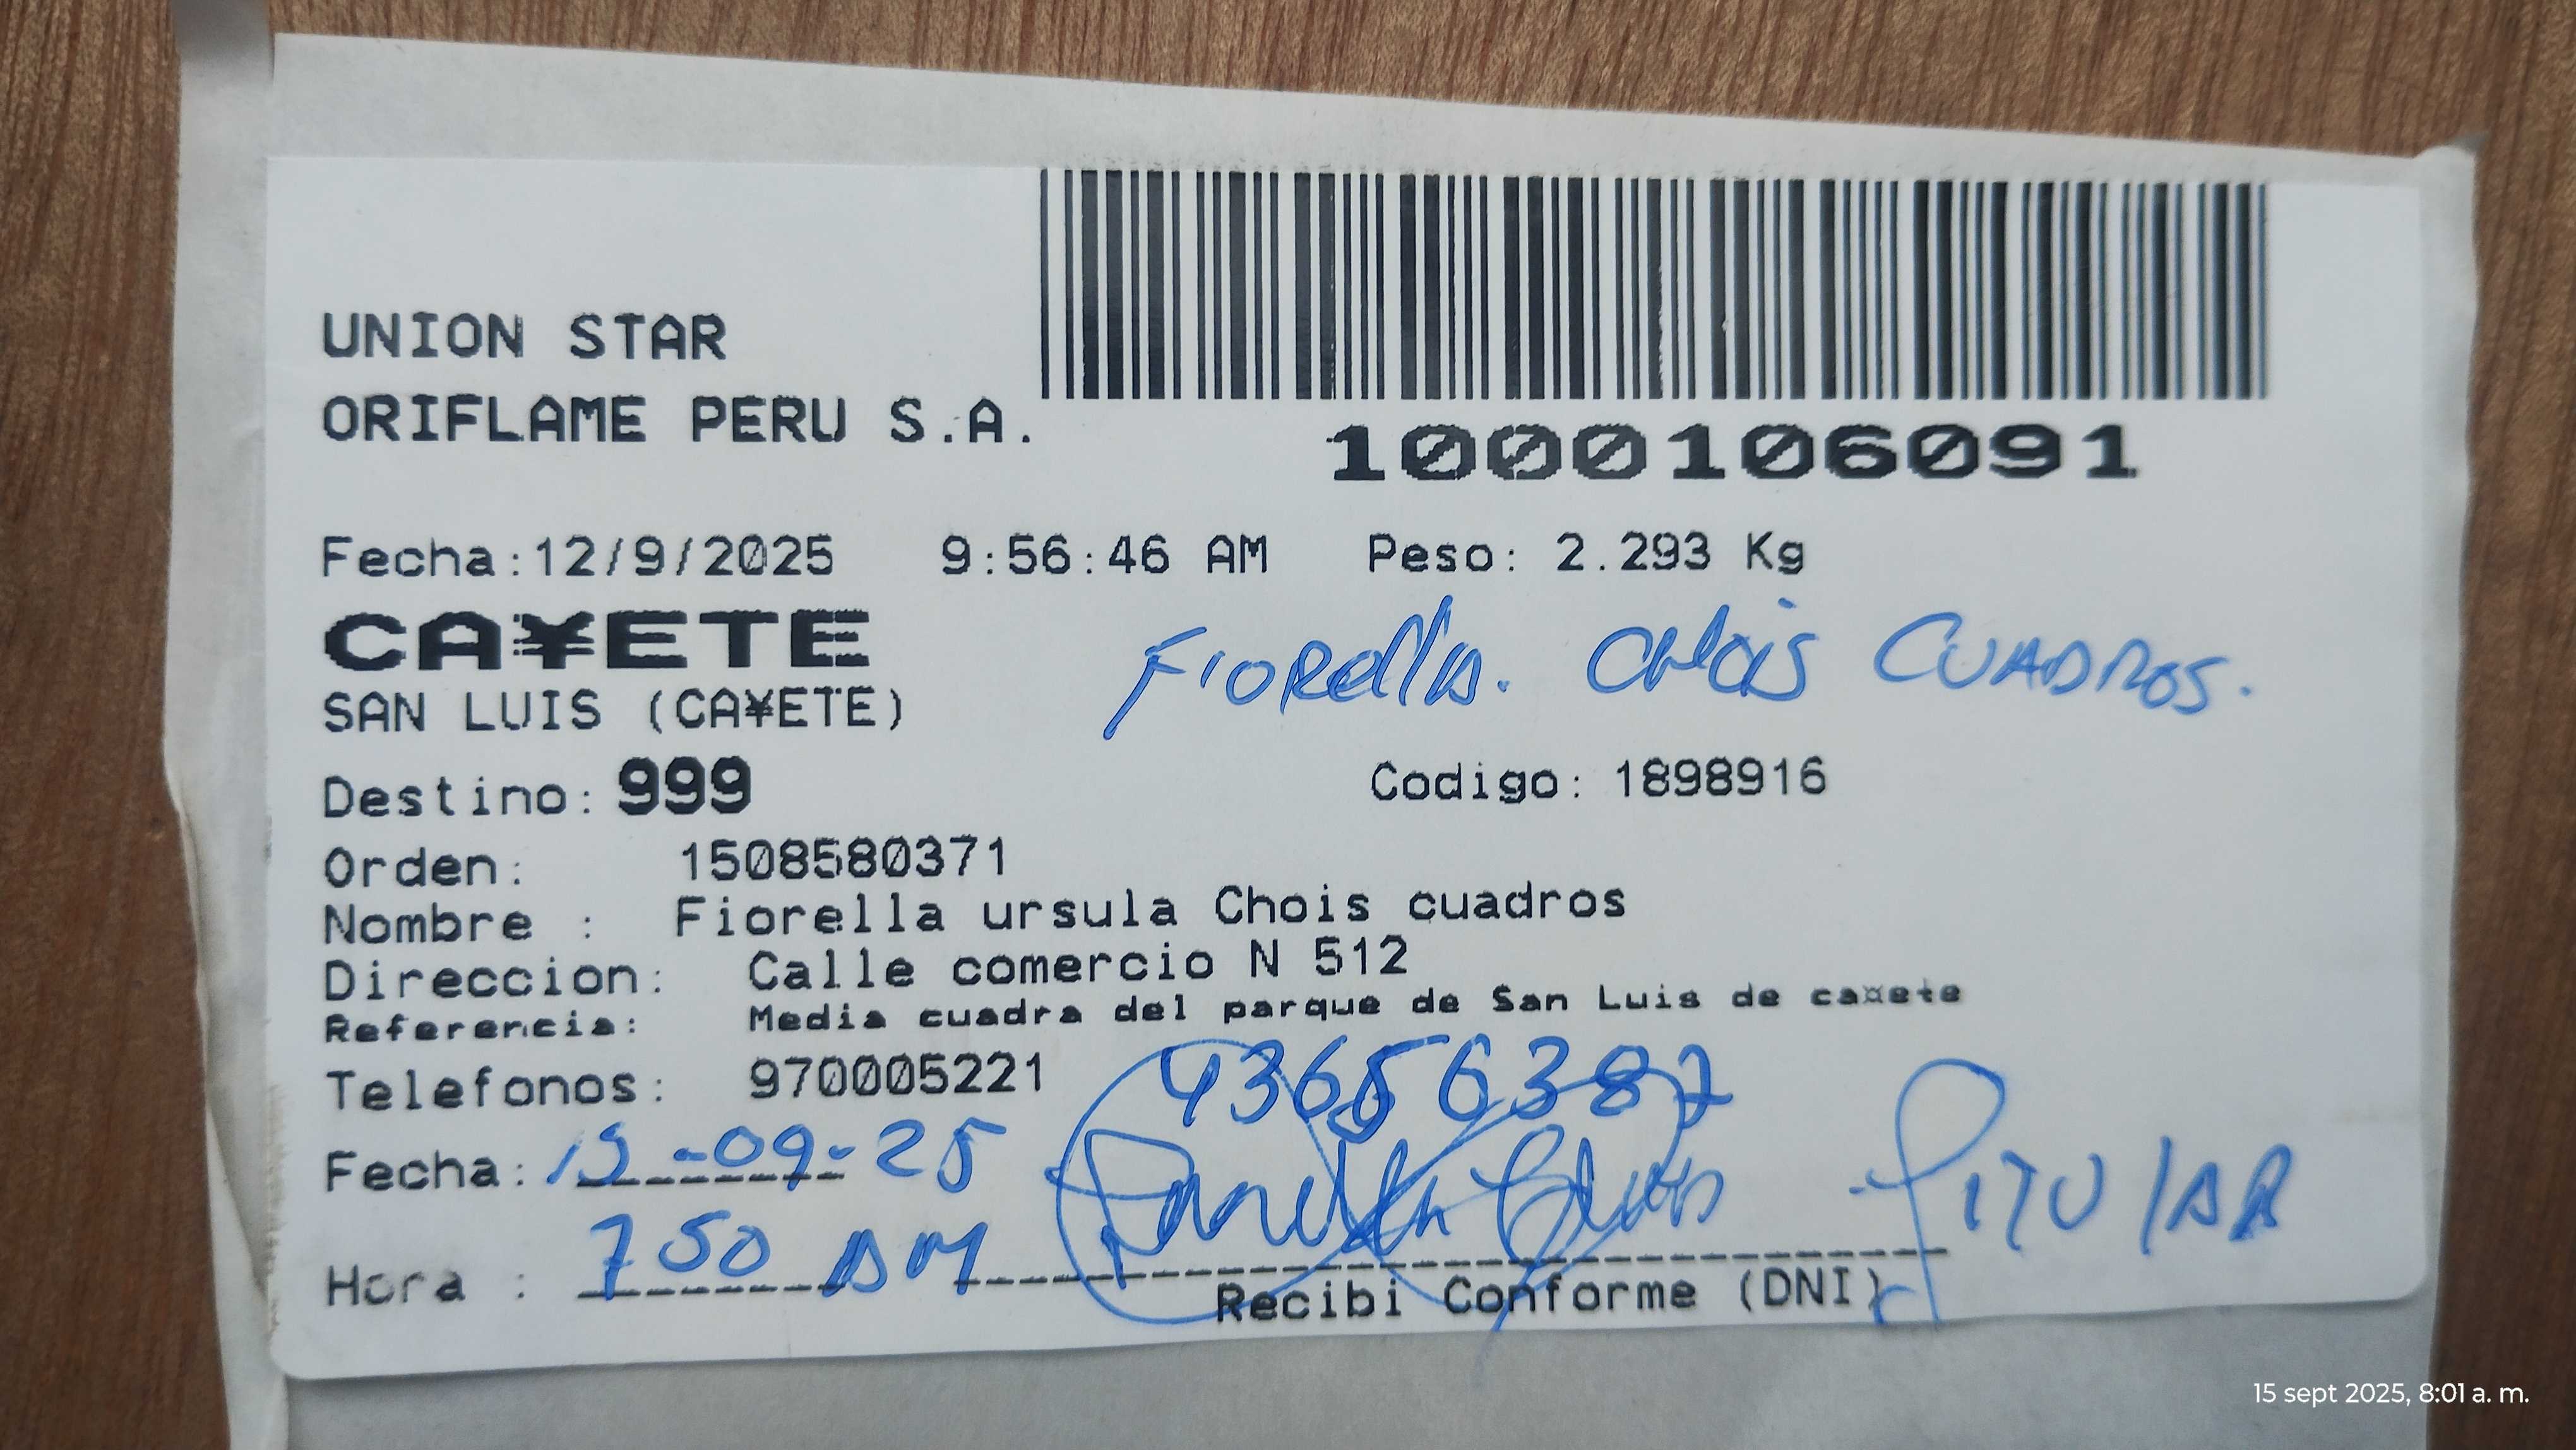 UNION STAR
ORIFLAME PERU S.A.
1000106091
Fecha:12/9/2025 9:56:46 AM Peso: 2.293 Kg
CA¥ETE
Fiorella. Chois CUADROS.
SAN LUIS (CA¥ETE)
Destino: 999 Codigo: 1898916
Orden: 1508580371
Nombre : Fiorella ursula Chois cuadros
Direccion: Calle comercio N 512
Referencia: Media cuadra del parque de San Luis de ca¤ete
Telefonos: 970005221
43656382
Fecha: 15-09-25
TITULAR
Hora : 750 AM
Recibi Conforme (DNI)
15 sept 2025, 8:01 a. m.